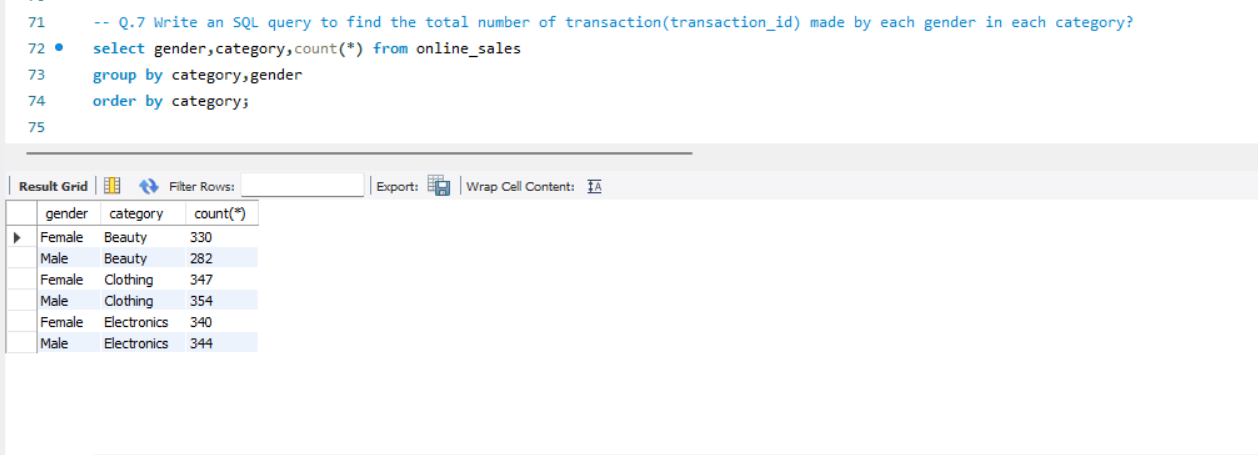 71 -- Q.7 Write an SQL query to find the total number of transaction(transaction_id) made by each gender in each category?
72 select gender,category,count(*) from online_sales
73 group by category,gender
74 order by category;
75
Result Grid Filter Rows: Export: Wrap Cell Content: IA
gender category count(*)
Female Beauty 330
Male Beauty 282
Female Clothing 347
Male Clothing 354
Female Electronics 340
Male Electronics 344